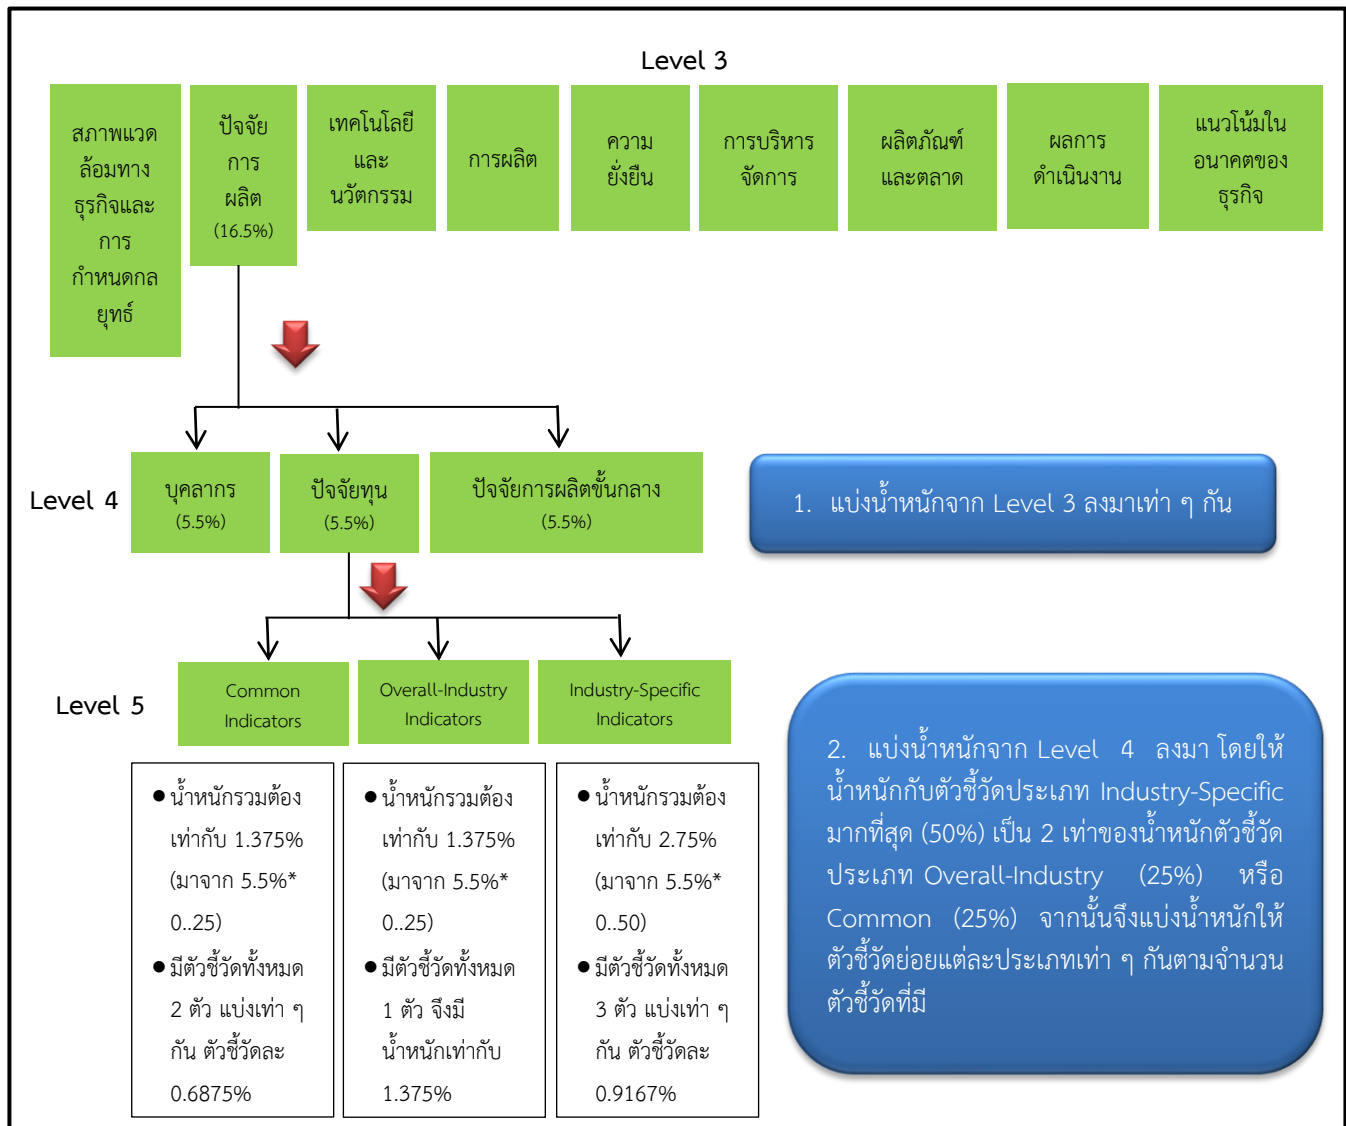 Level 3
สภาพแวด
ล้อมทาง
ธุรกิจและ
การ
กำหนดกล
ยุทธ์
ปัจจัย
การ
ผลิต
(16.5%)
เทคโนโลยี
และ
นวัตกรรม
การผลิต
ความ
ยั่งยืน
การบริหาร
จัดการ
ผลิตภัณฑ์
และตลาด
ผลการ
ดำเนินงาน
แนวโน้มใน
อนาคตของ
ธุรกิจ
Level 4
บุคลากร
(5.5%)
ปัจจัยทุน
(5.5%)
ปัจจัยการผลิตขั้นกลาง
(5.5%)
1. แบ่งน้ำหนักจาก Level 3 ลงมาเท่า ๆ กัน
Level 5
Common
Indicators
Overall-Industry
Indicators
Industry-Specific
Indicators
● น้ำหนักรวมต้อง
เท่ากับ 1.375%
(มาจาก 5.5%*
0..25)
● มีตัวชี้วัดทั้งหมด
2 ตัว แบ่งเท่า ๆ
กัน ตัวชี้วัดละ
0.6875%
● น้ำหนักรวมต้อง
เท่ากับ 1.375%
(มาจาก 5.5%*
0..25)
● มีตัวชี้วัดทั้งหมด
1 ตัว จึงมี
น้ำหนักเท่ากับ
1.375%
● น้ำหนักรวมต้อง
เท่ากับ 2.75%
(มาจาก 5.5%*
0..50)
● มีตัวชี้วัดทั้งหมด
3 ตัว แบ่งเท่า ๆ
กัน ตัวชี้วัดละ
0.9167%
2. แบ่งน้ำหนักจาก Level 4 ลงมา โดยให้
น้ำหนักกับตัวชี้วัดประเภท Industry-Specific
มากที่สุด (50%) เป็น 2 เท่าของน้ำหนักตัวชี้วัด
ประเภท Overall-Industry (25%) หรือ
Common (25%) จากนั้นจึงแบ่งน้ำหนักให้
ตัวชี้วัดย่อยแต่ละประเภทเท่า ๆ กันตามจำนวน
ตัวชี้วัดที่มี